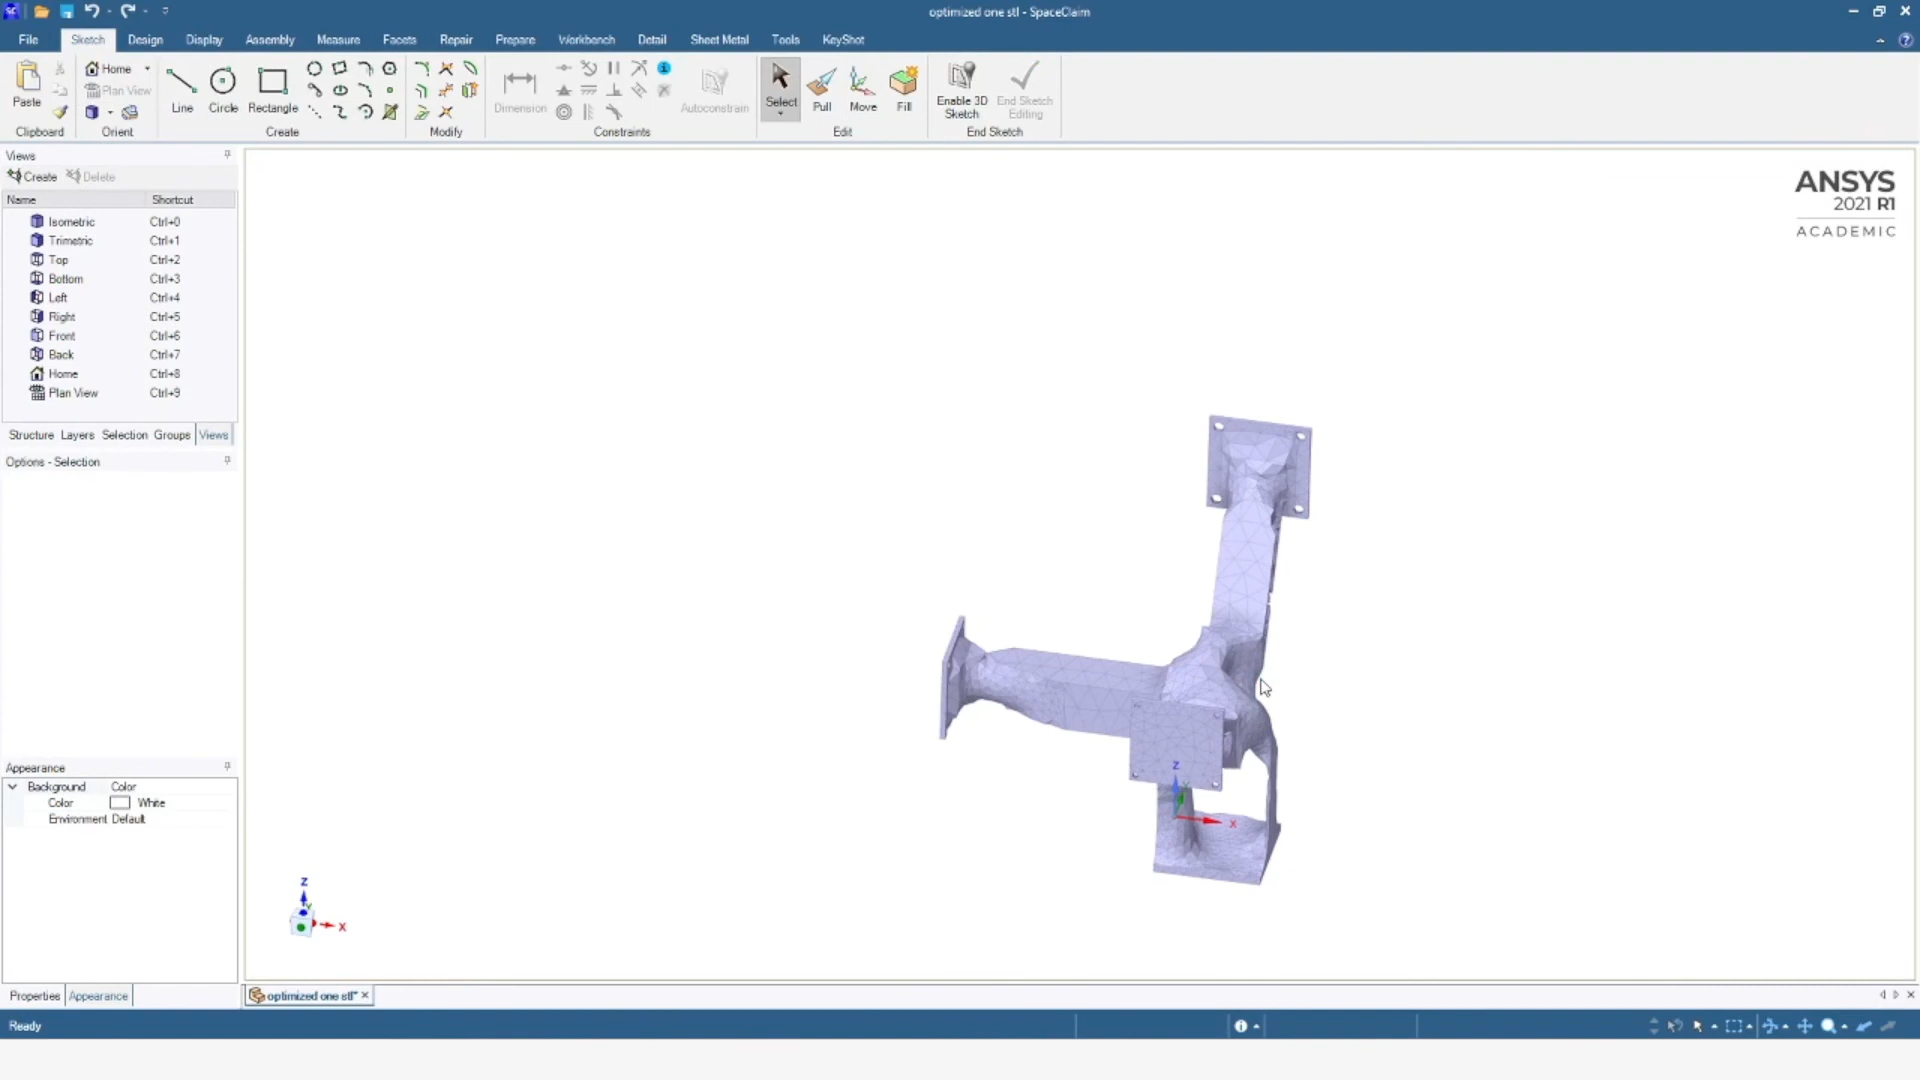 optimized one stl - SpaceClaim
File Sketch Design Display Assembly Measure Facets Repair Prepare Workbench Detail Sheet Metal Tools KeyShot
Paste
Clipboard
Home
Plan View
Orient
Line Circle Rectangle
Create
Modify
Dimension
Autoconstrain
Constraints
Select Pull Move Fill
Edit
Enable 3D Sketch
End Sketch Editing
End Sketch
Views
Create Delete
Name Shortcut
Isometric Ctrl+0
Trimetric Ctrl+1
Top Ctrl+2
Bottom Ctrl+3
Left Ctrl+4
Right Ctrl+5
Front Ctrl+6
Back Ctrl+7
Home Ctrl+8
Plan View Ctrl+9
Structure Layers Selection Groups Views
Options - Selection
Appearance
Background Color
Color White
Environment Default
Properties Appearance
ANSYS
2021 R1
ACADEMIC
Z
X
Z
X
optimized one stl*
Ready